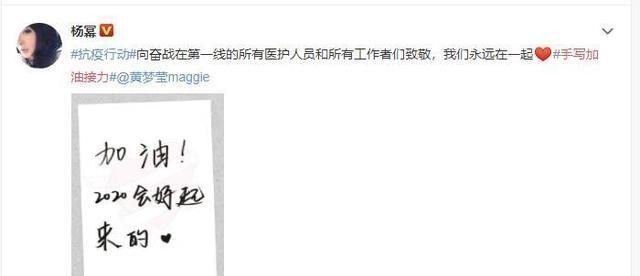 杨幂
#抗疫行动#向奋战在第一线的所有医护人员和所有工作者们致敬，我们永远在一起❤#手写加
油接力#@黄梦莹maggie
加油！
2020会好起
来的♥